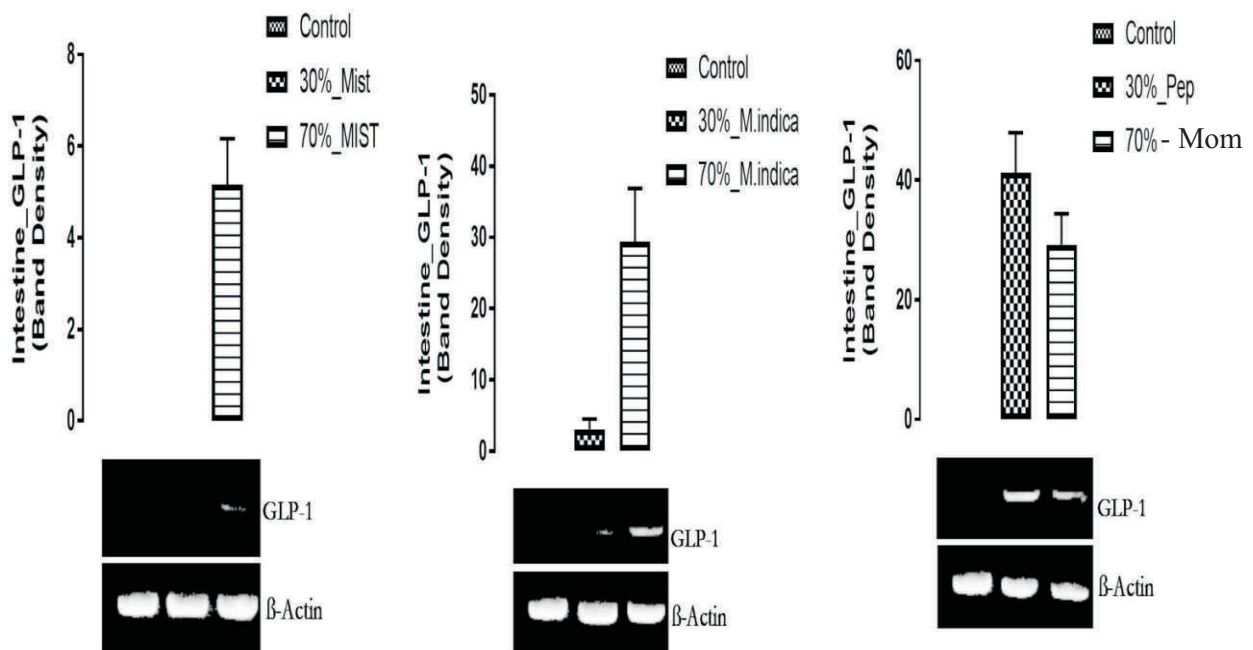 Control
30%_Mist
70%_MIST
8
6
4
2
0
Intestine_GLP-1
(Band Density)
GLP-1
ß-Actin
Control
30%_M.indica
70%_M.indica
50
40
30
20
10
0
Intestine_GLP-1
(Band Density)
GLP-1
ß-Actin
Control
30%_Pep
70% - Mom
60
40
20
0
Intestine_GLP-1
(Band Density)
GLP-1
ß-Actin